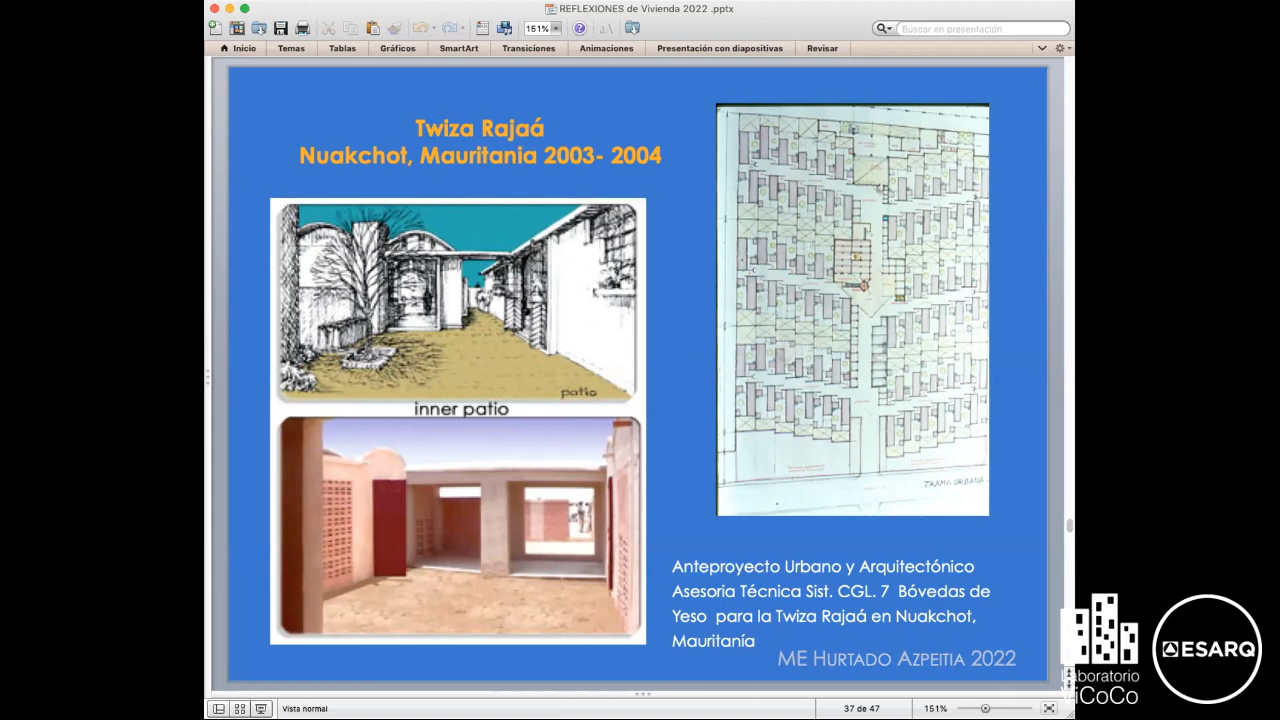 REFLEXIONES de Vivienda 2022 .pptx
151%
Buscar en presentación
Inicio
Temas
Tablas
Gráficos
SmartArt
Transiciones
Animaciones
Presentación con diapositivas
Revisar
Twiza Rajaá
Nuakchot, Mauritania 2003- 2004
patio
inner patio
TRAMA URBANA
Anteproyecto Urbano y Arquitectónico
Asesoria Técnica Sist. CGL. 7 Bóvedas de
Yeso para la Twiza Rajaá en Nuakchot,
Mauritanía
ME HURTADO AZPEITIA 2022
Laboratorio
ViCoCo
ESARQ
Vista normal
37 de 47
151%